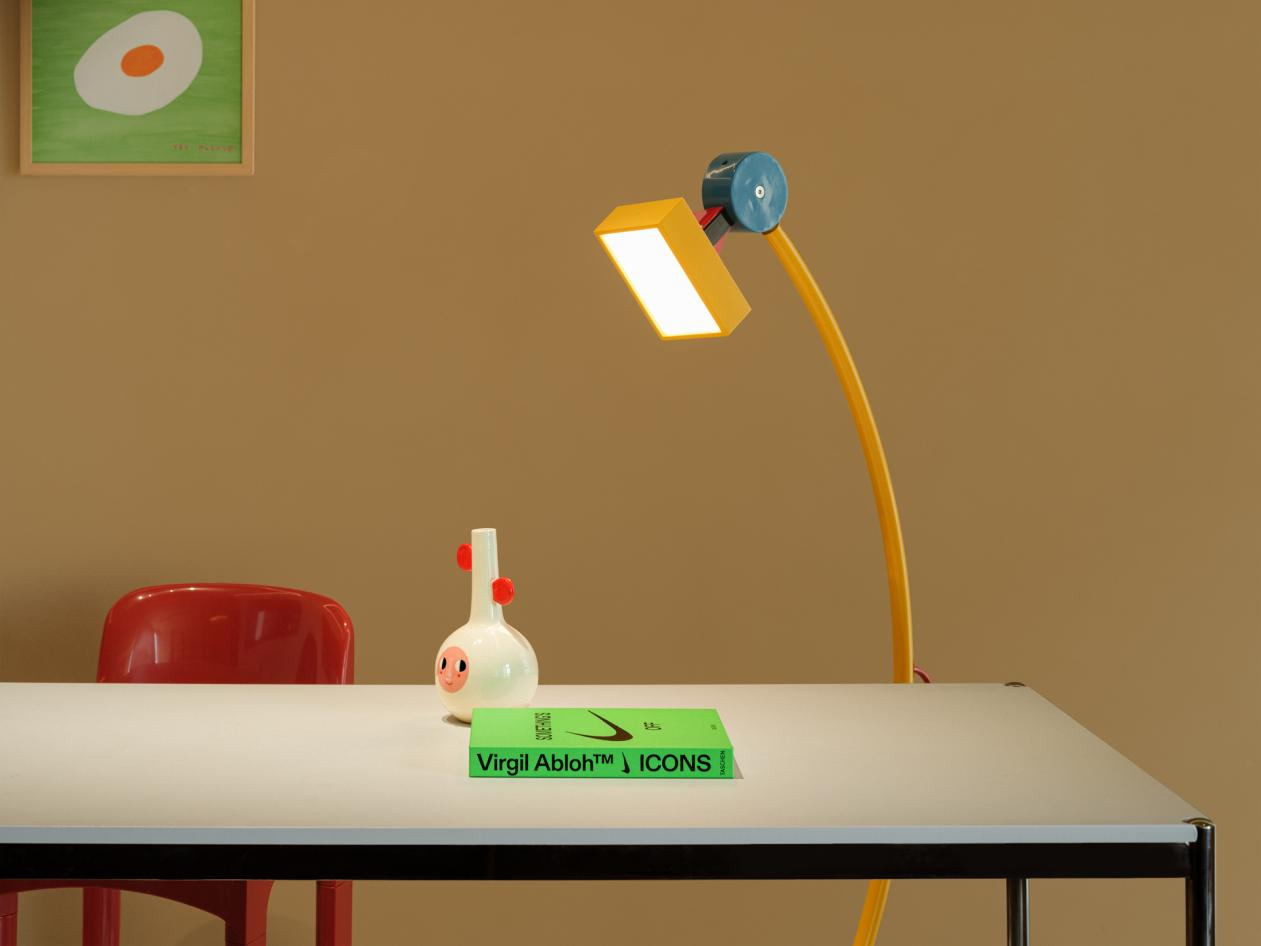 SOMETHING'S
OFF
Virgil Abloh™ ICONS
TASCHEN